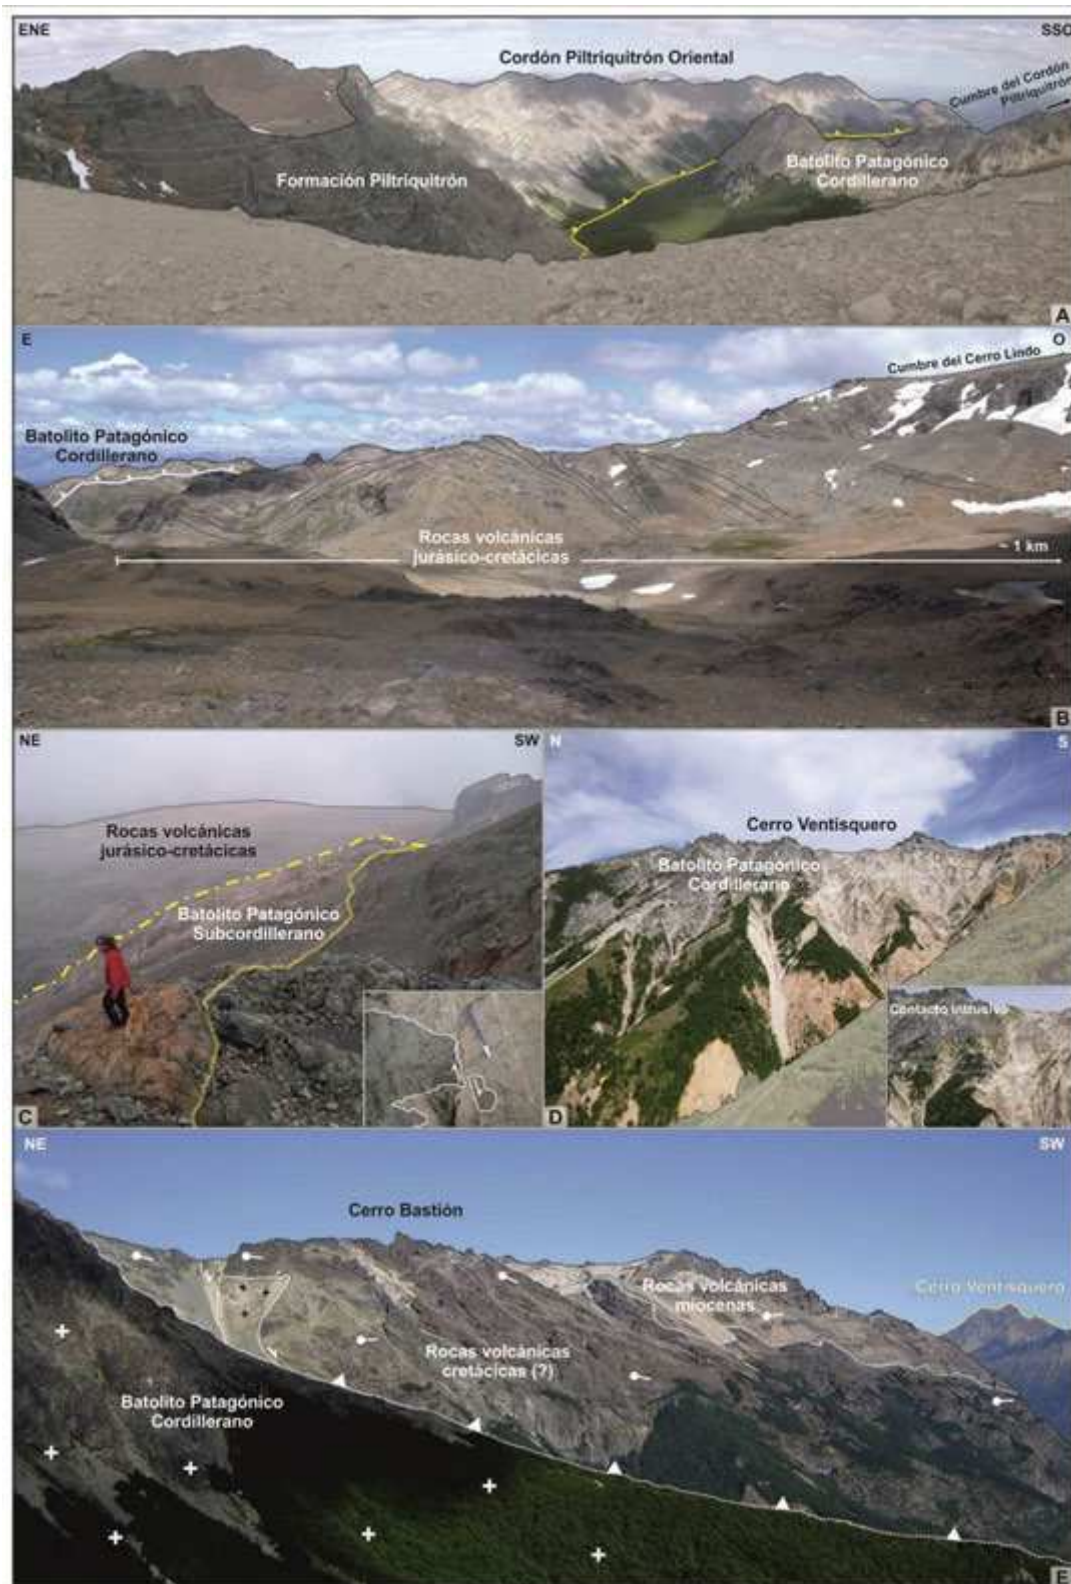 ENE
SSO
Cordón Piltriquitrón Oriental
Cumbre del Cordón
Piltriquitrón
Formación Piltriquitrón
Batolito Patagónico
Cordillerano
A
E
O
Cumbre del Cerro Lindo
Batolito Patagónico
Cordillerano
Rocas volcánicas
jurásico-cretácicas
~ 1 km
B
NE
SW
Rocas volcánicas
jurásico-cretácicas
Batolito Patagónico
Subcordillerano
C
N
S
Cerro Ventisquero
Batolito Patagónico
Cordillerano
Contacto intrusivo
D
NE
SW
Cerro Bastión
Rocas volcánicas
miocenas
Cerro Ventisquero
Rocas volcánicas
cretácicas (?)
Batolito Patagónico
Cordillerano
E